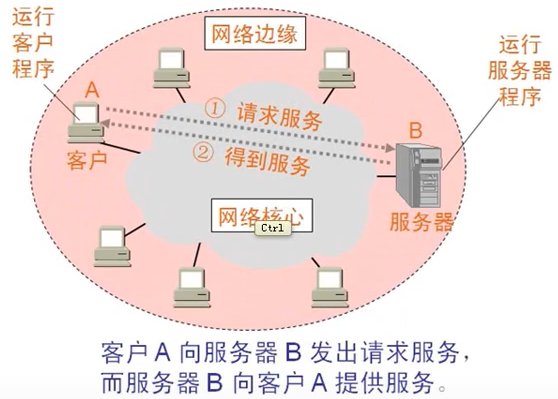 运行
客户
程序
网络边缘
运行
服务器
程序
A
① 请求服务
B
② 得到服务
客户
网络核心
Ctrl
服务器
客户 A 向服务器 B 发出请求服务，
而服务器 B 向客户 A 提供服务。